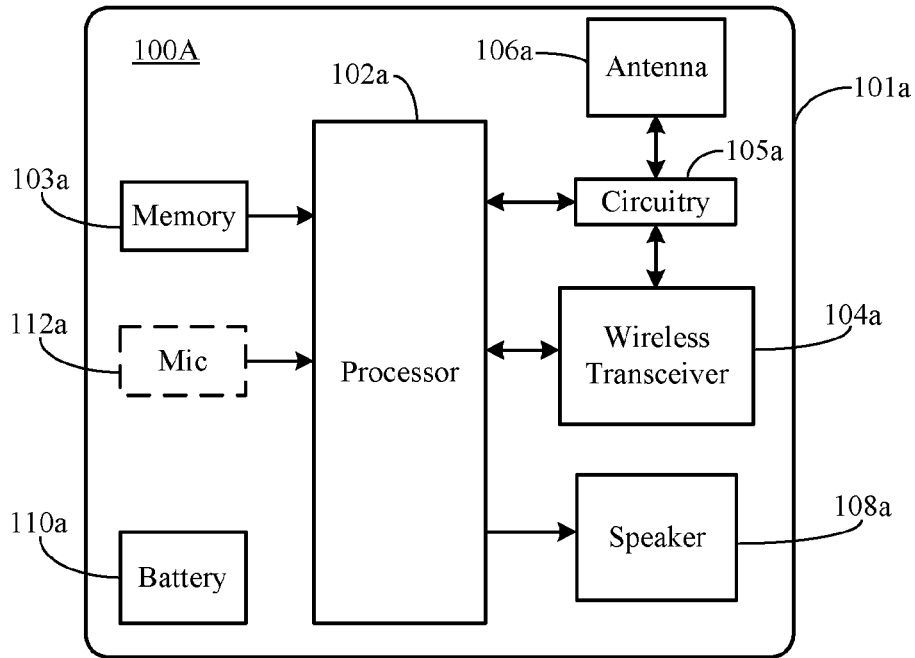 100A
106a
Antenna
101a
102a
105a
103a
Memory
Circuitry
112a
Mic
Processor
Wireless
Transceiver
104a
110a
Battery
Speaker
108a